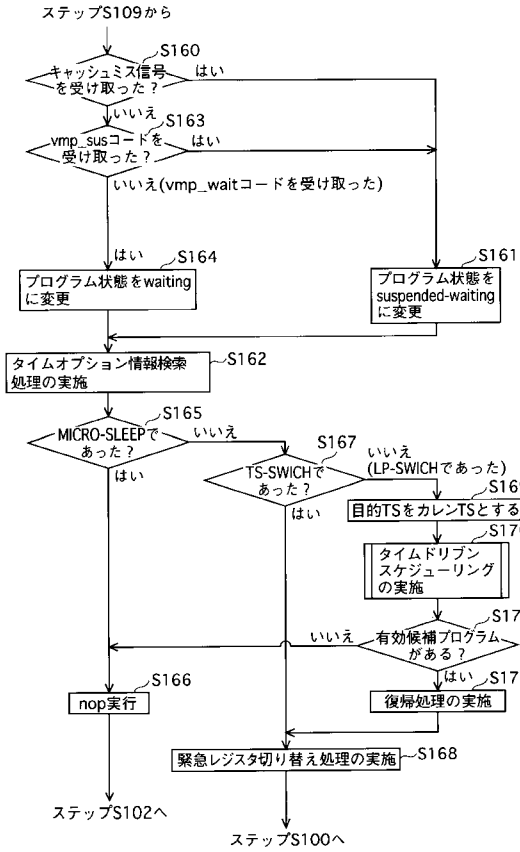 ステップS109から
S160
キャッシュミス信号
を受け取った？
はい
いいえ
S163
vmp_susコードを
受け取った？
はい
いいえ(vmp_waitコードを受け取った)
はい
S164
プログラム状態をwaiting
に変更
S161
プログラム状態を
suspended-waiting
に変更
S162
タイムオプション情報検索
処理の実施
S165
MICRO-SLEEPで
あった？
いいえ
はい
S167
TS-SWICHで
あった？
いいえ
(LP-SWICHであった)
はい
目的TSをカレンTSとする
タイムドリブン
スケジューリング
の実施
有効候補プログラム
がある？
いいえ
はい
S166
nop実行
復帰処理の実施
緊急レジスタ切り替え処理の実施
S168
ステップS102へ
ステップS100へ